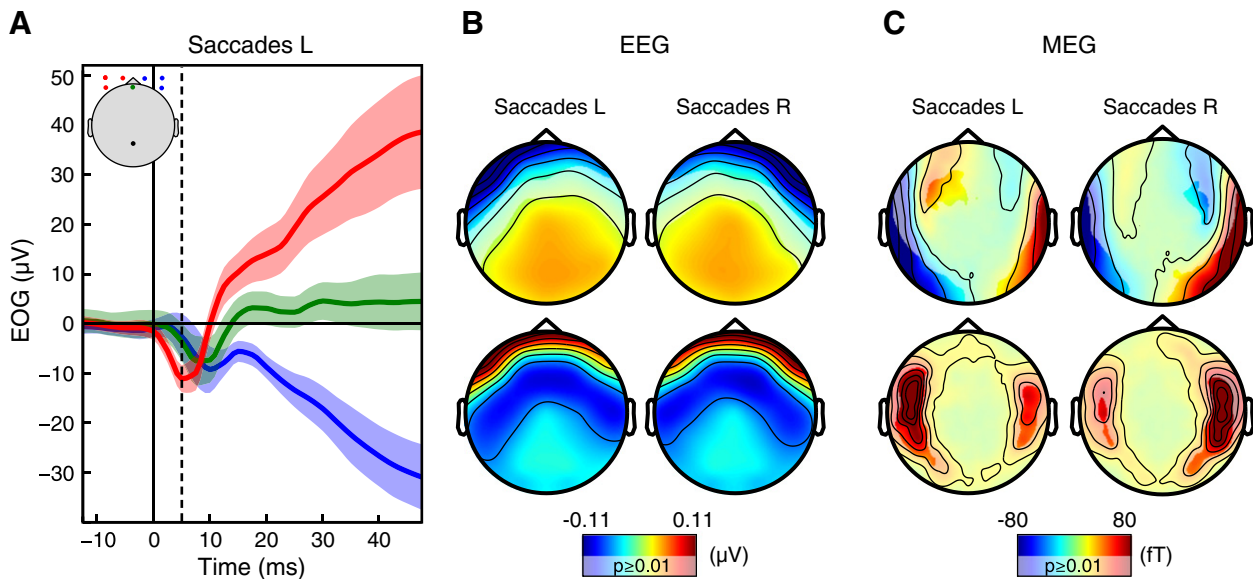 A
Saccades L
50
40
30
20
10
0
−10
−20
−30
EOG (µV)
−10 0 10 20 30 40
Time (ms)
B
EEG
Saccades L Saccades R
-0.11 0.11
p≥0.01
(µV)
C
MEG
Saccades L Saccades R
-80 80
p≥0.01
(fT)